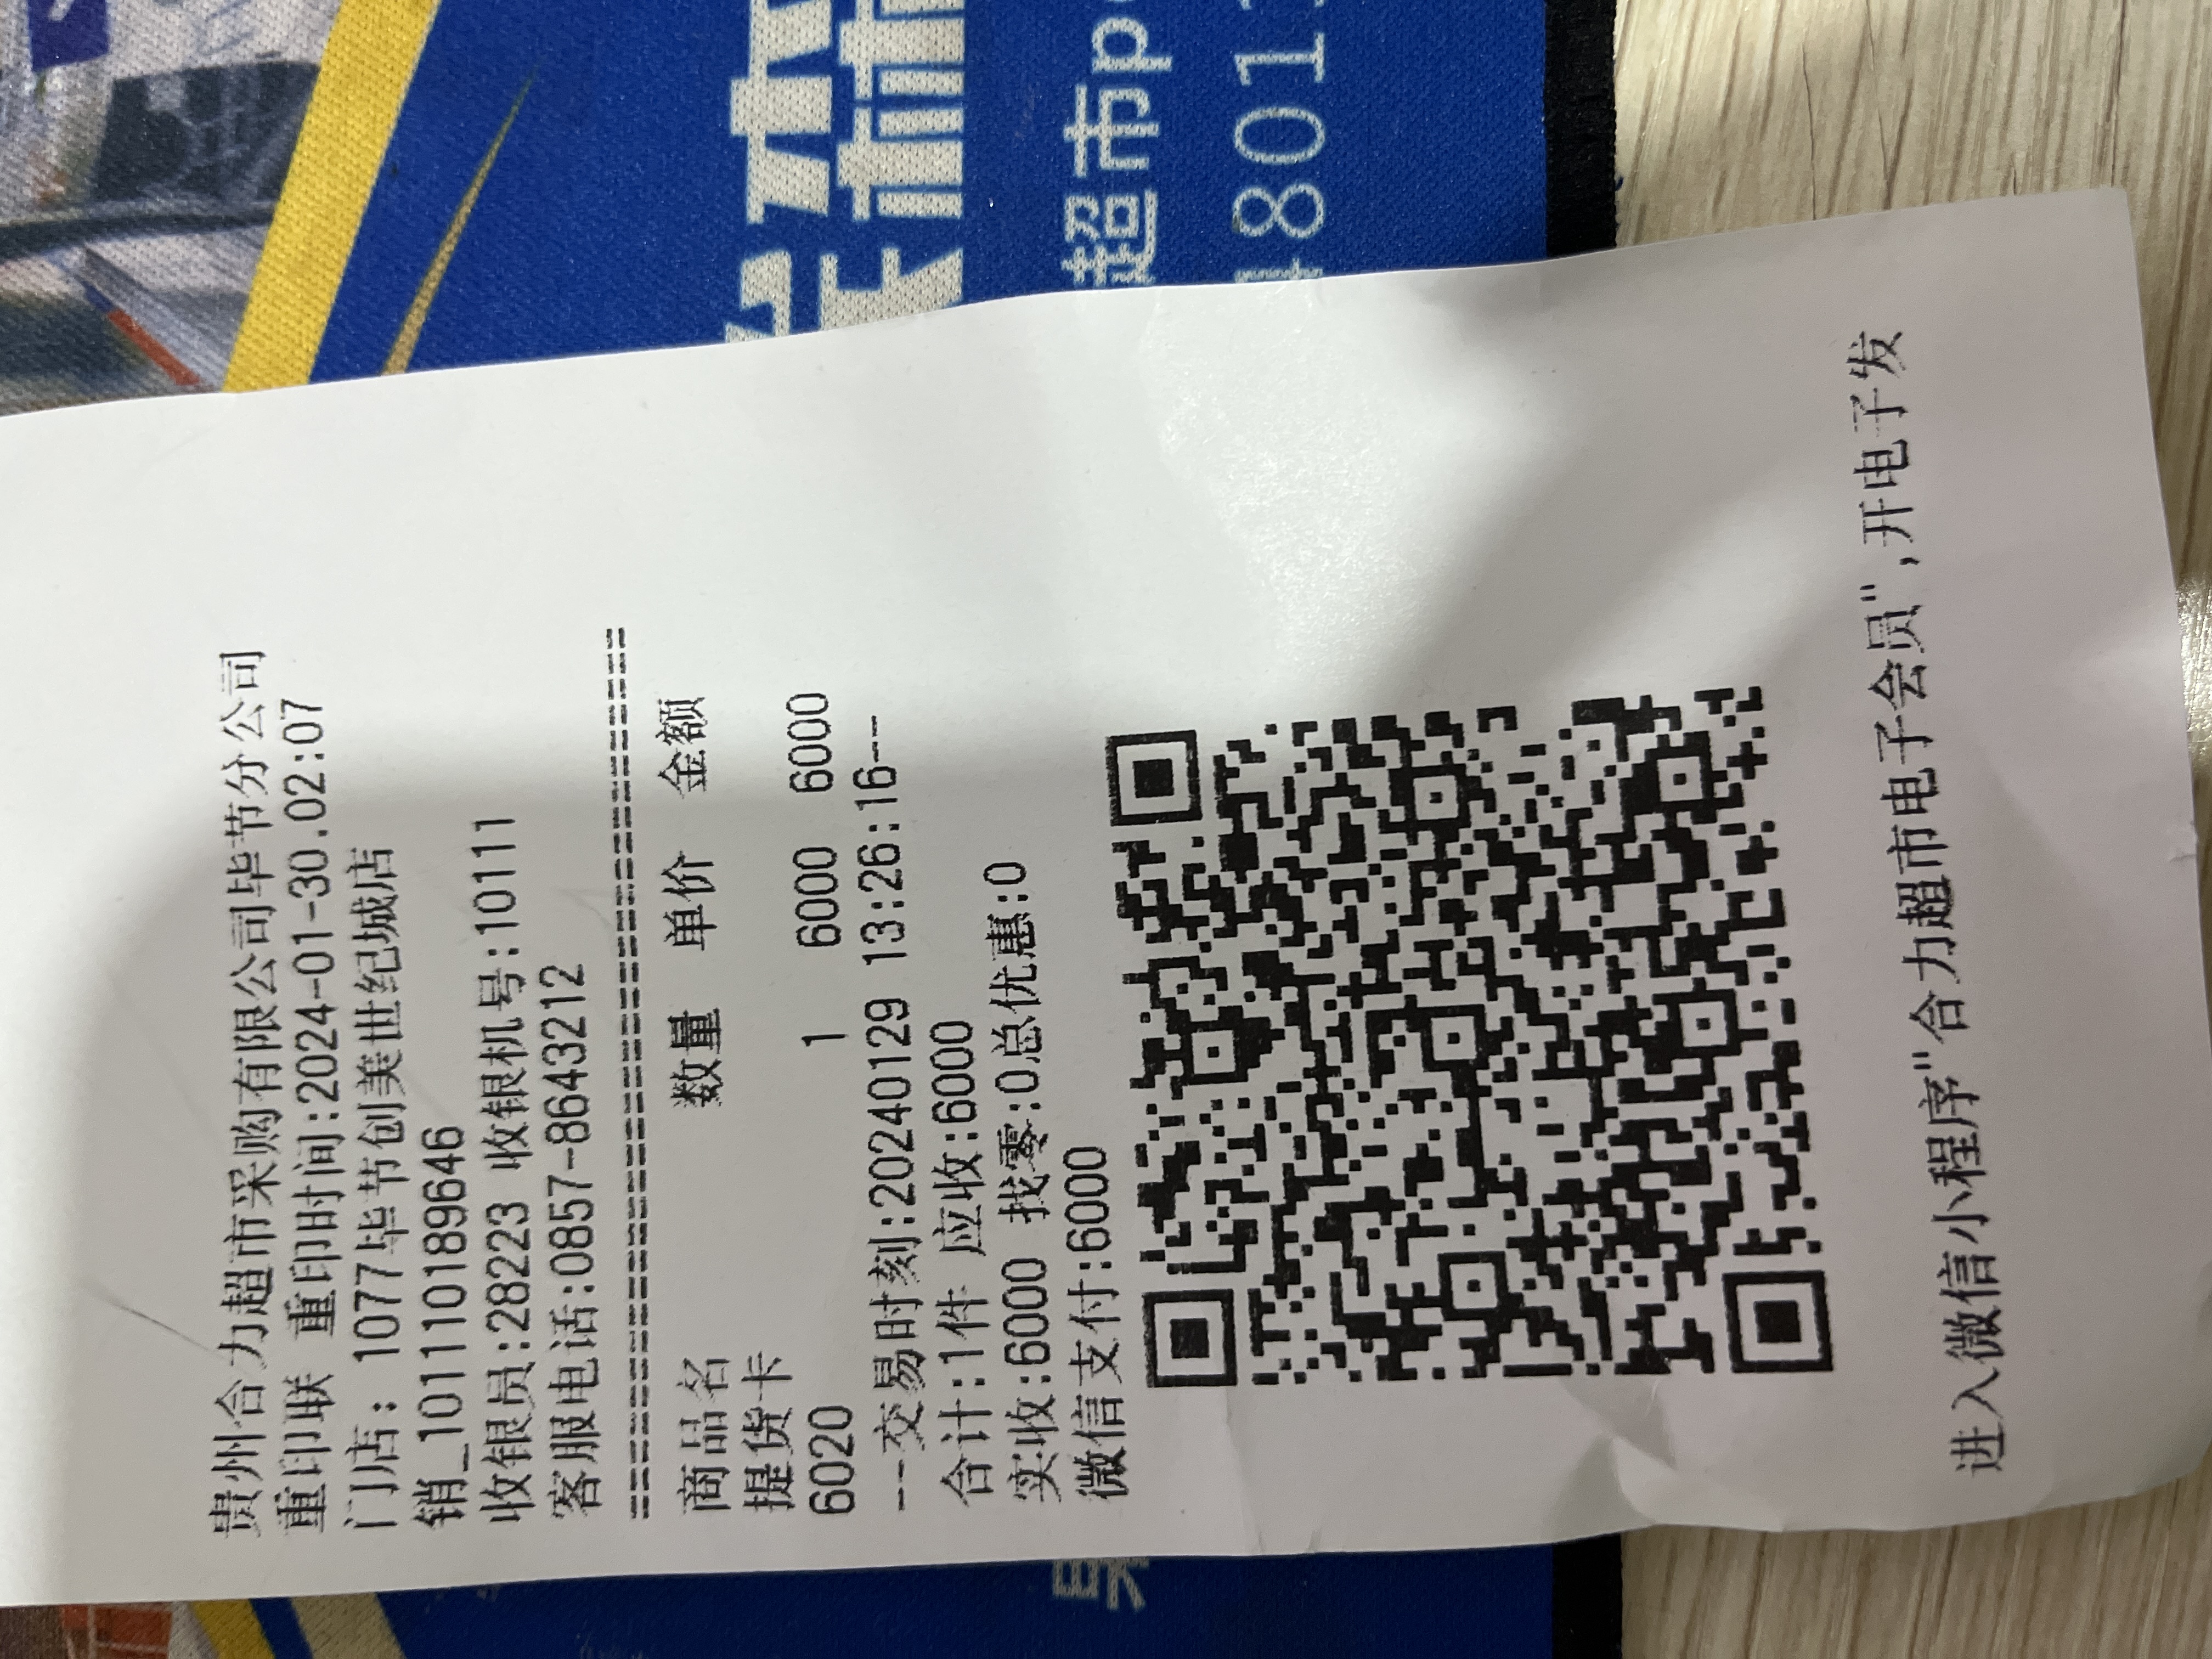 贵州合力超市采购有限公司毕节分公司
重印联 重印时间:2024-01-30.02:07
门店: 1077毕节创美世纪城店
销_1011101089646
收银员:28223 收银机号:10111
客服电话:0857-8643212
==================================
商品名 数量 单价 金额
提货卡
6020 1 6000 6000
--交易时刻:20240129 13:26:16--
合计:1件 应收:6000
实收:6000 找零:0总优惠:0
微信支付:6000
进入微信小程序"合力超市电子会员",开电子发
超市p
801